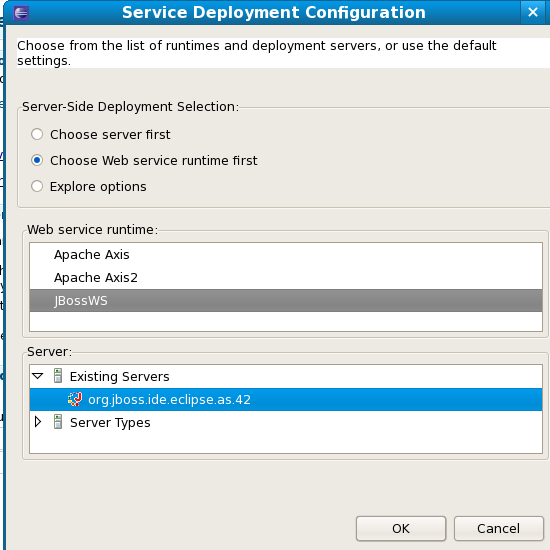 Service Deployment Configuration
Choose from the list of runtimes and deployment servers, or use the default
settings.
Server-Side Deployment Selection:
Choose server first
Choose Web service runtime first
Explore options
Web service runtime:
Apache Axis
Apache Axis2
JBossWS
Server:
Existing Servers
org.jboss.ide.eclipse.as.42
Server Types
OK
Cancel